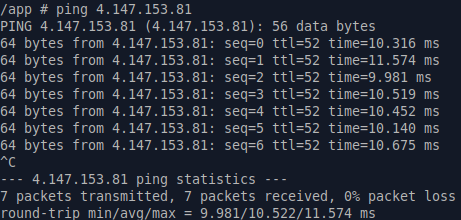 /app # ping 4.147.153.81
PING 4.147.153.81 (4.147.153.81): 56 data bytes
64 bytes from 4.147.153.81: seq=0 ttl=52 time=10.316 ms
64 bytes from 4.147.153.81: seq=1 ttl=52 time=11.574 ms
64 bytes from 4.147.153.81: seq=2 ttl=52 time=9.981 ms
64 bytes from 4.147.153.81: seq=3 ttl=52 time=10.519 ms
64 bytes from 4.147.153.81: seq=4 ttl=52 time=10.452 ms
64 bytes from 4.147.153.81: seq=5 ttl=52 time=10.140 ms
64 bytes from 4.147.153.81: seq=6 ttl=52 time=10.675 ms
^C
--- 4.147.153.81 ping statistics ---
7 packets transmitted, 7 packets received, 0% packet loss
round-trip min/avg/max = 9.981/10.522/11.574 ms